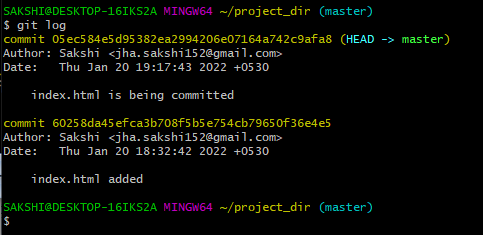 SAKSHI@DESKTOP-16IKS2A MINGW64 ~/project_dir (master)
$ git log
commit 05ec584e5d95382ea2994206e07164a742c9afa8 (HEAD -> master)
Author: Sakshi <jha.sakshi152@gmail.com>
Date:   Thu Jan 20 19:17:43 2022 +0530
    index.html is being committed
commit 60258da45efca3b708f5b5e754cb79650f36e4e5
Author: Sakshi <jha.sakshi152@gmail.com>
Date:   Thu Jan 20 18:32:42 2022 +0530
    index.html added
SAKSHI@DESKTOP-16IKS2A MINGW64 ~/project_dir (master)
$